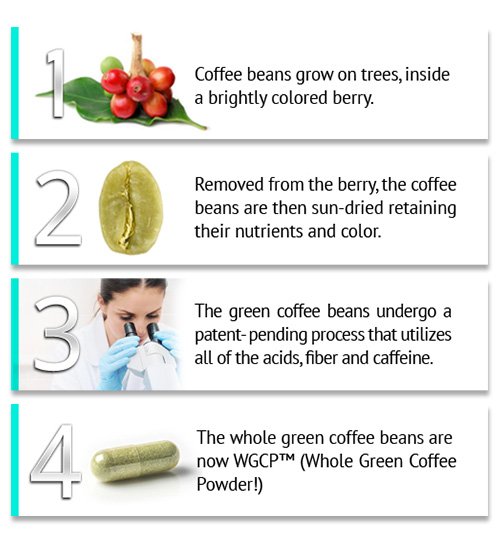 1
Coffee beans grow on trees, inside
a brightly colored berry.
2
Removed from the berry, the coffee
beans are then sun-dried retaining
their nutrients and color.
3
The green coffee beans undergo a
patent- pending process that utilizes
all of the acids, fiber and caffeine.
4
The whole green coffee beans are
now WGCP™ (Whole Green Coffee
Powder!)